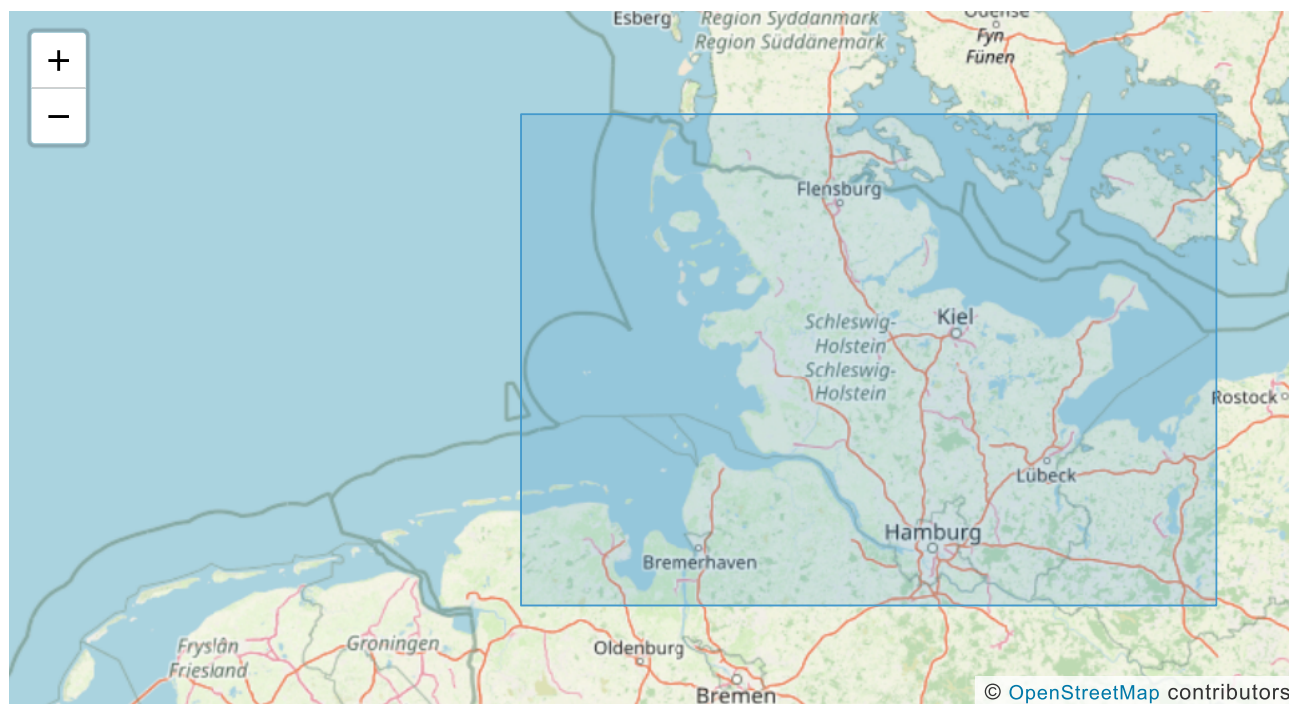 +
−
Esberg
Region Syddanmark
Region Süddänemark
Odense
Fyn
Fünen
Flensburg
Kiel
Schleswig-
Holstein
Schleswig-
Holstein
Rostock
Lübeck
Hamburg
Bremerhaven
Fryslân
Friesland
Groningen
Oldenburg
Bremen
© OpenStreetMap contributors